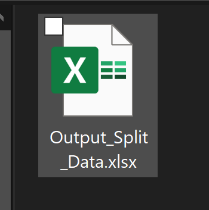 X
Output_Split
_Data.xlsx